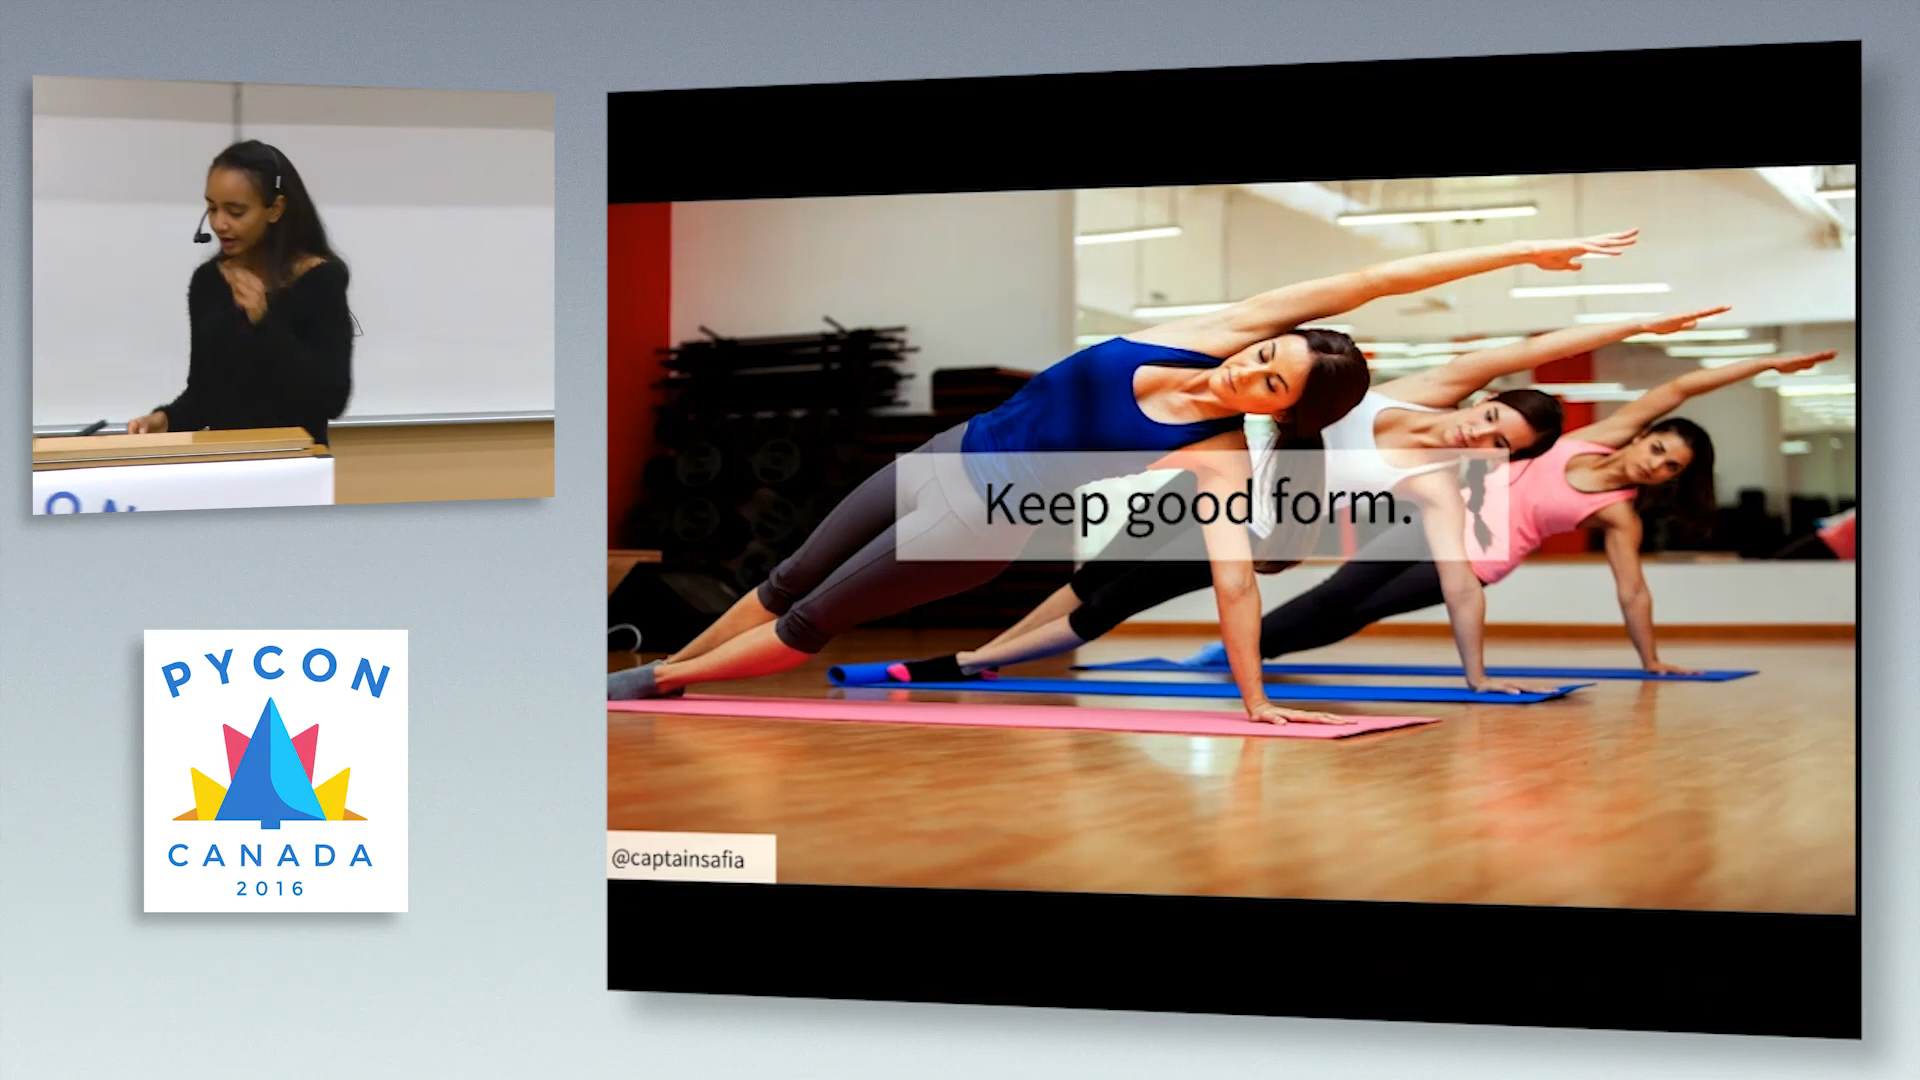 Keep good form.
@captainsafia
PYCON
CANADA
2016